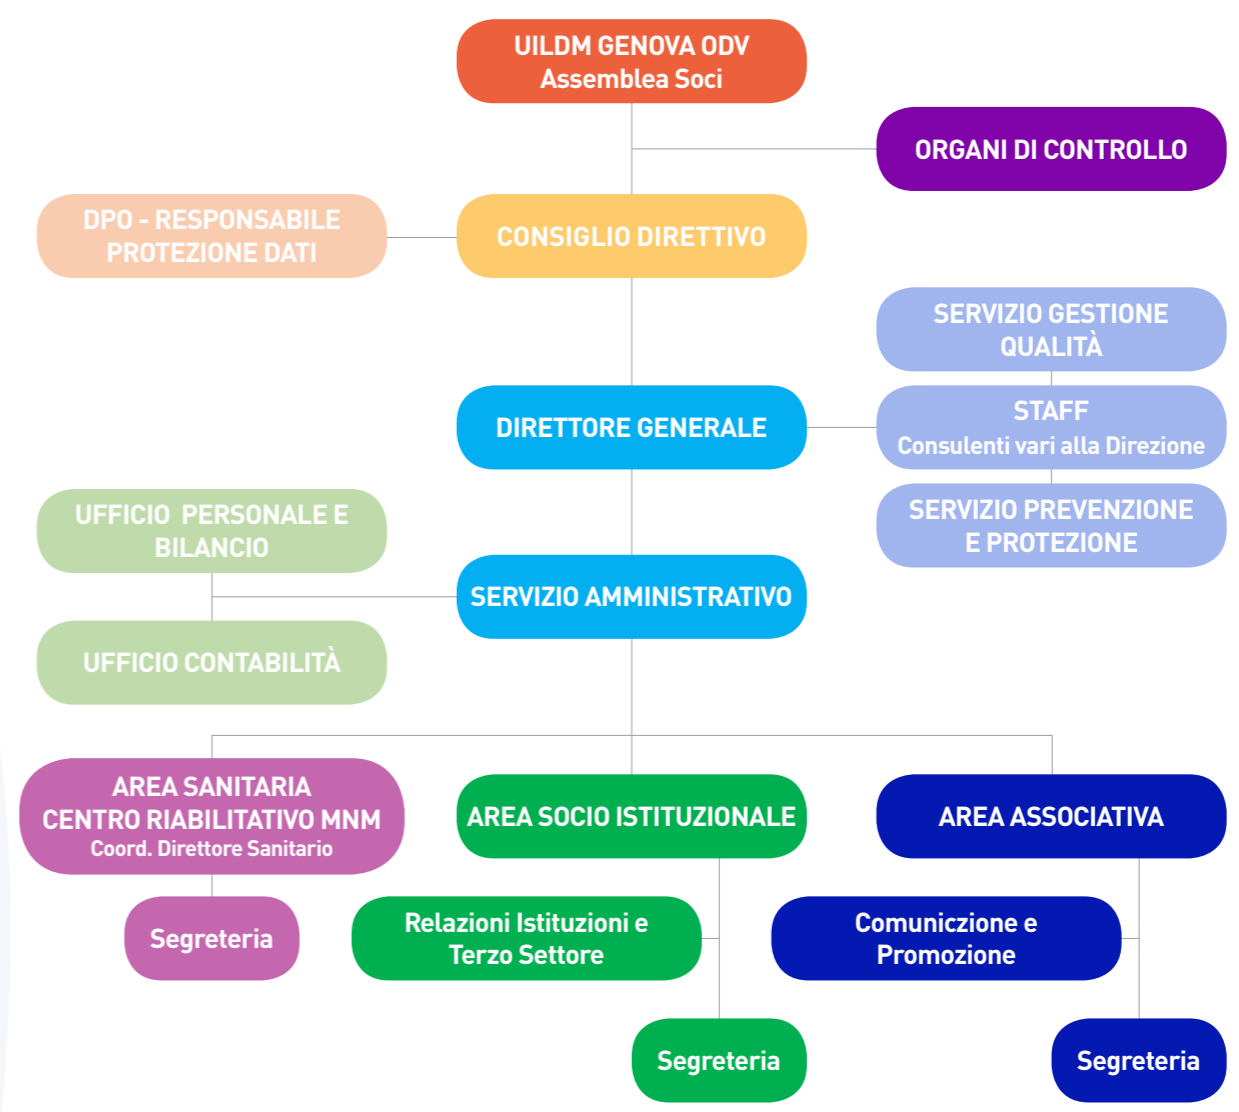 UILDM GENOVA ODV
Assemblea Soci
ORGANI DI CONTROLLO
DPO - RESPONSABILE
PROTEZIONE DATI
CONSIGLIO DIRETTIVO
SERVIZIO GESTIONE
QUALITÀ
DIRETTORE GENERALE
STAFF
Consulenti vari alla Direzione
SERVIZIO PREVENZIONE
E PROTEZIONE
UFFICIO PERSONALE E
BILANCIO
SERVIZIO AMMINISTRATIVO
UFFICIO CONTABILITÀ
AREA SANITARIA
CENTRO RIABILITATIVO MNM
Coord. Direttore Sanitario
AREA SOCIO ISTITUZIONALE
AREA ASSOCIATIVA
Segreteria
Relazioni Istituzioni e
Terzo Settore
Comuniczione e
Promozione
Segreteria
Segreteria